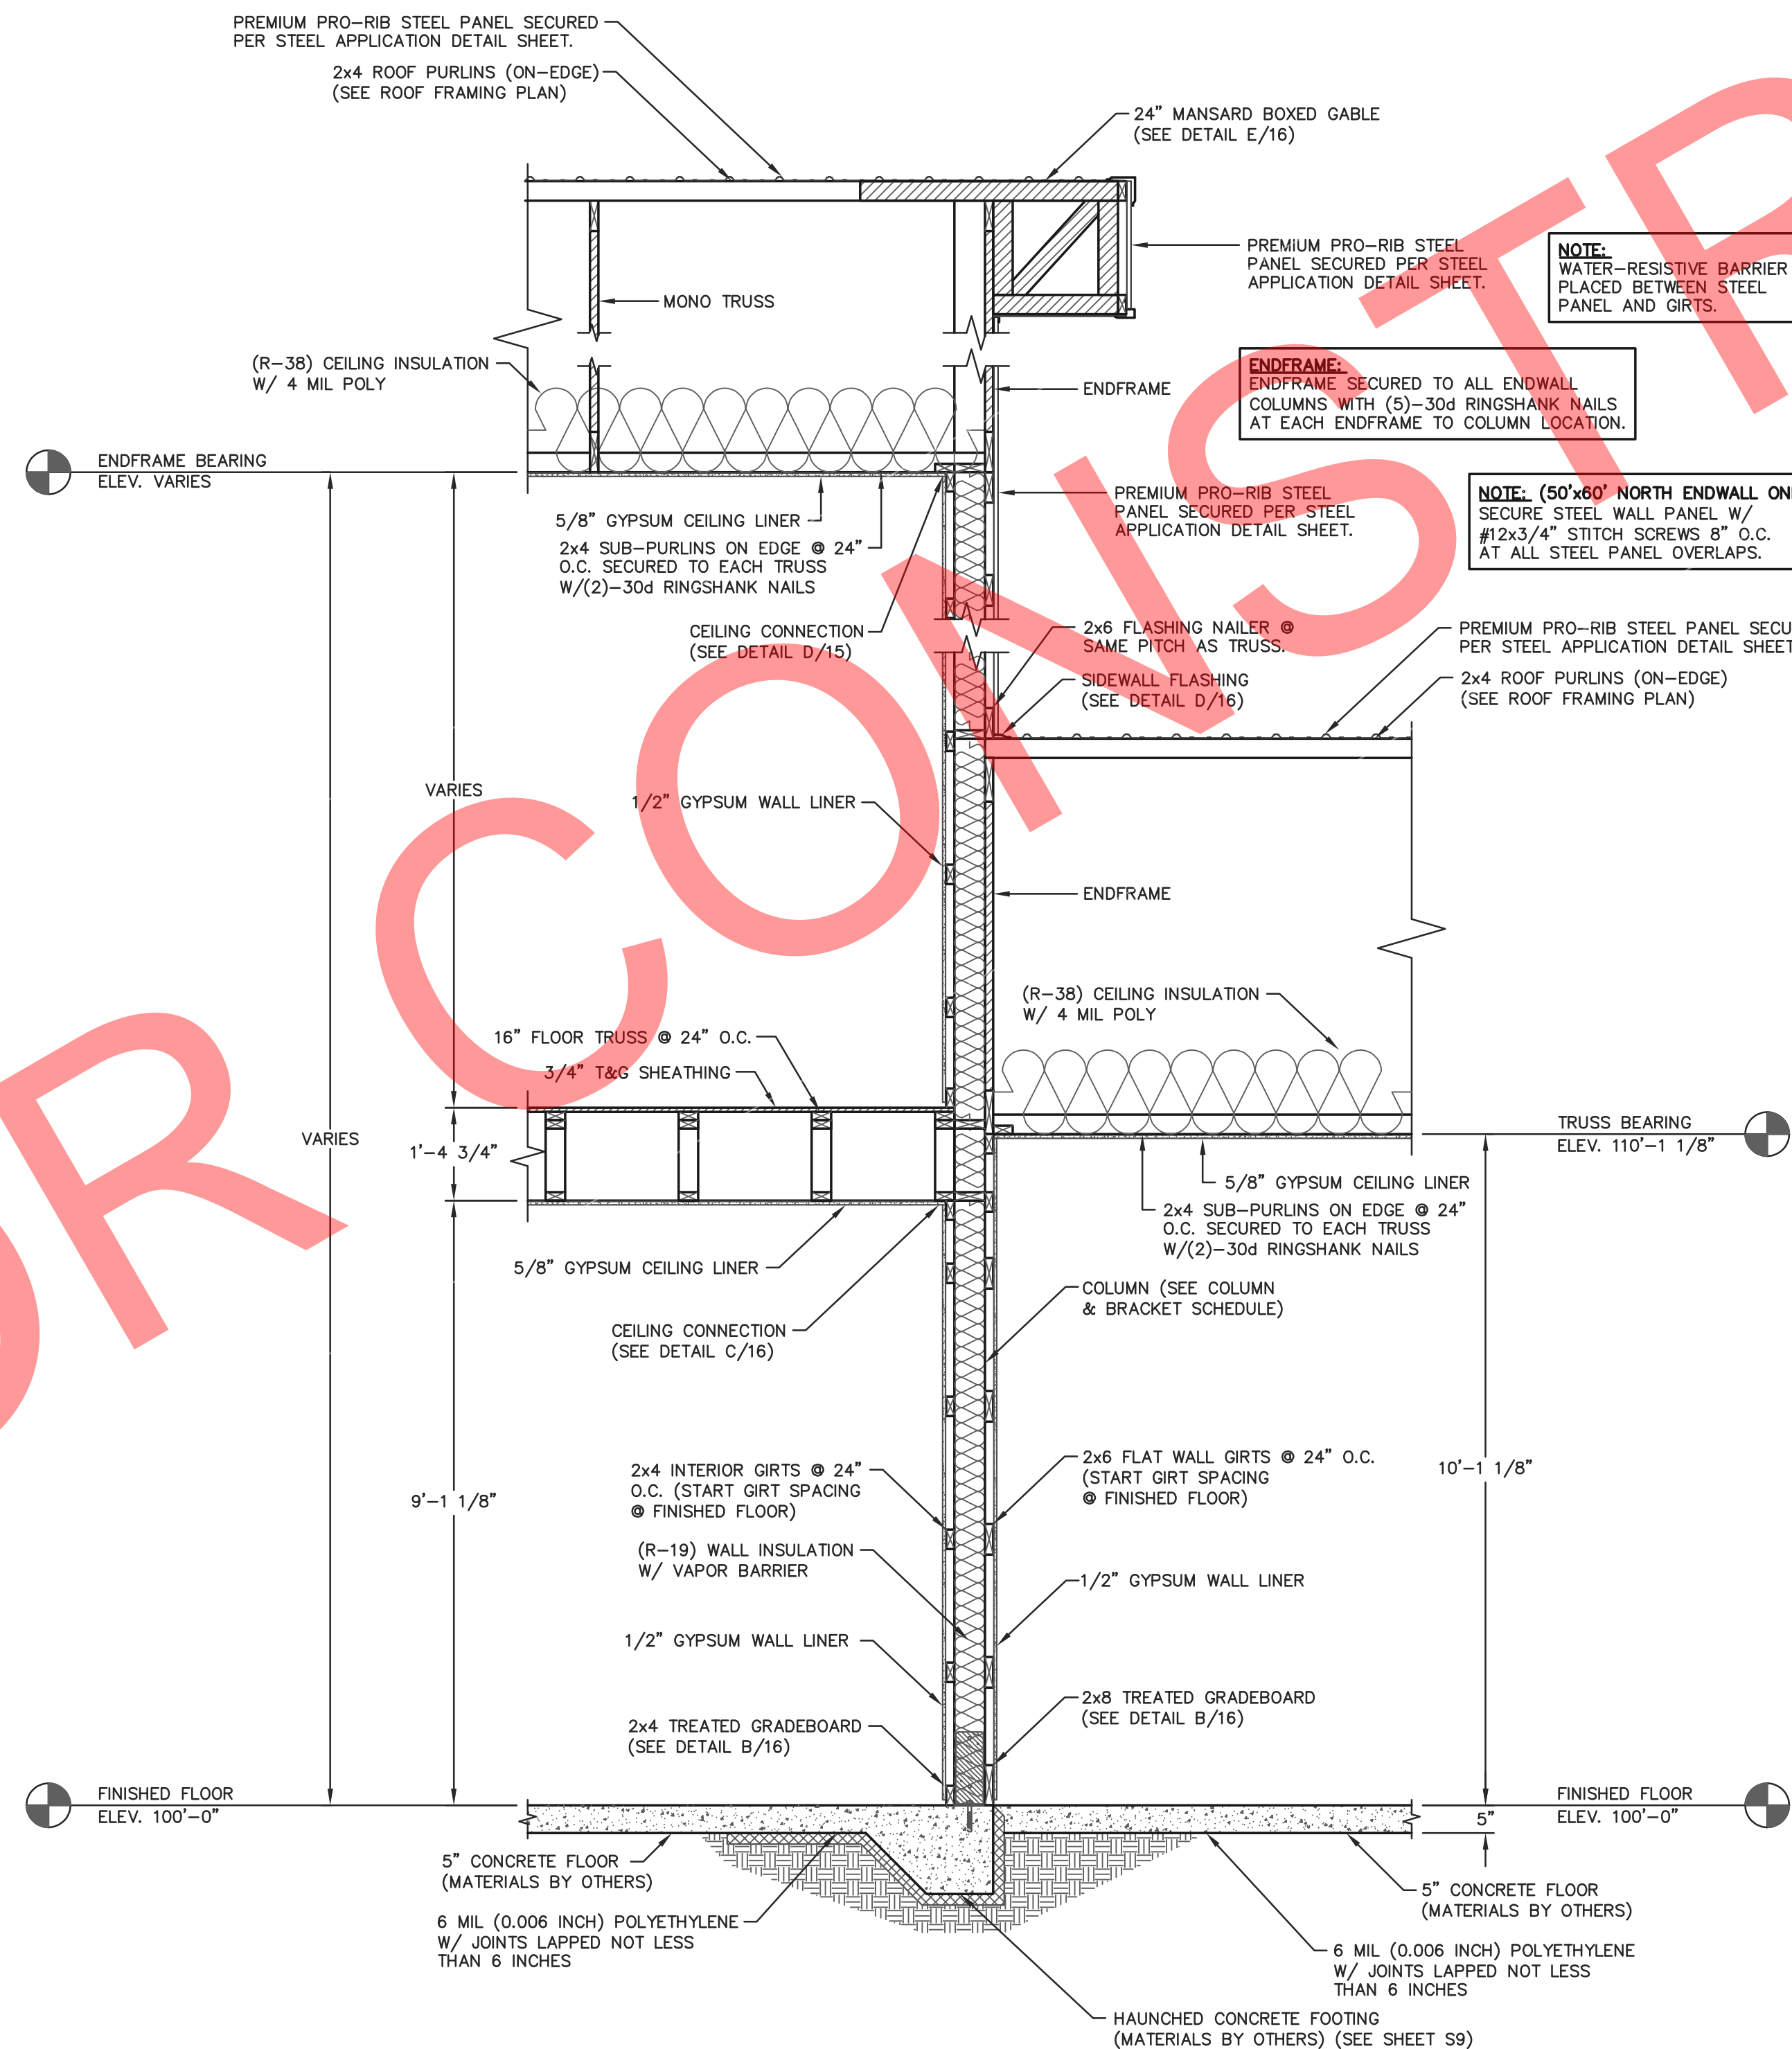 PREMIUM PRO-RIB STEEL PANEL SECURED
PER STEEL APPLICATION DETAIL SHEET.
2x4 ROOF PURLINS (ON-EDGE)
(SEE ROOF FRAMING PLAN)
24" MANSARD BOXED GABLE
(SEE DETAIL E/16)
PREMIUM PRO-RIB STEEL
PANEL SECURED PER STEEL
APPLICATION DETAIL SHEET.
NOTE:
WATER-RESISTIVE BARRIER
PLACED BETWEEN STEEL
PANEL AND GIRTS.
MONO TRUSS
(R-38) CEILING INSULATION
W/ 4 MIL POLY
ENDFRAME
ENDFRAME:
ENDFRAME SECURED TO ALL ENDWALL
COLUMNS WITH (5)-30d RINGSHANK NAILS
AT EACH ENDFRAME TO COLUMN LOCATION.
ENDFRAME BEARING
ELEV. VARIES
5/8" GYPSUM CEILING LINER
2x4 SUB-PURLINS ON EDGE @ 24"
O.C. SECURED TO EACH TRUSS
W/(2)-30d RINGSHANK NAILS
PREMIUM PRO-RIB STEEL
PANEL SECURED PER STEEL
APPLICATION DETAIL SHEET.
NOTE: (50'x60' NORTH ENDWALL
SECURE STEEL WALL PANEL W/
#12x3/4" STITCH SCREWS 8" O.C.
AT ALL STEEL PANEL OVERLAPS.
CEILING CONNECTION
(SEE DETAIL D/15)
2x6 FLASHING NAILER @
SAME PITCH AS TRUSS.
SIDEWALL FLASHING
(SEE DETAIL D/16)
PREMIUM PRO-RIB STEEL PANEL
PER STEEL APPLICATION DETAIL SHEET
2x4 ROOF PURLINS (ON-EDGE)
(SEE ROOF FRAMING PLAN)
VARIES
1/2" GYPSUM WALL LINER
ENDFRAME
(R-38) CEILING INSULATION
W/ 4 MIL POLY
16" FLOOR TRUSS @ 24" O.C.
3/4" T&G SHEATHING
VARIES
1'-4 3/4"
TRUSS BEARING
ELEV. 110'-1 1/8"
5/8" GYPSUM CEILING LINER
2x4 SUB-PURLINS ON EDGE @ 24"
O.C. SECURED TO EACH TRUSS
W/(2)-30d RINGSHANK NAILS
5/8" GYPSUM CEILING LINER
COLUMN (SEE COLUMN
& BRACKET SCHEDULE)
CEILING CONNECTION
(SEE DETAIL C/16)
2x4 INTERIOR GIRTS @ 24"
O.C. (START GIRT SPACING
@ FINISHED FLOOR)
2x6 FLAT WALL GIRTS @ 24" O.C.
(START GIRT SPACING
@ FINISHED FLOOR)
9'-1 1/8"
10'-1 1/8"
(R-19) WALL INSULATION
W/ VAPOR BARRIER
1/2" GYPSUM WALL LINER
1/2" GYPSUM WALL LINER
2x8 TREATED GRADEBOARD
(SEE DETAIL B/16)
2x4 TREATED GRADEBOARD
(SEE DETAIL B/16)
FINISHED FLOOR
ELEV. 100'-0"
FINISHED FLOOR
ELEV. 100'-0"
5"
5" CONCRETE FLOOR
(MATERIALS BY OTHERS)
5" CONCRETE FLOOR
(MATERIALS BY OTHERS)
6 MIL (0.006 INCH) POLYETHYLENE
W/ JOINTS LAPPED NOT LESS
THAN 6 INCHES
6 MIL (0.006 INCH) POLYETHYLENE
W/ JOINTS LAPPED NOT LESS
THAN 6 INCHES
HAUNCHED CONCRETE FOOTING
(MATERIALS BY OTHERS) (SEE SHEET S9)